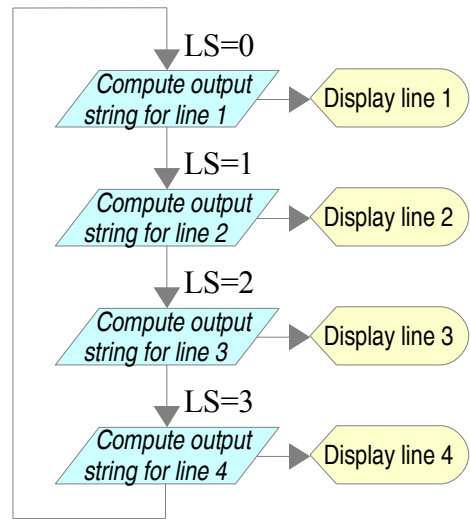 LS=0
Compute output
string for line 1
Display line 1
LS=1
Compute output
string for line 2
Display line 2
LS=2
Compute output
string for line 3
Display line 3
LS=3
Compute output
string for line 4
Display line 4